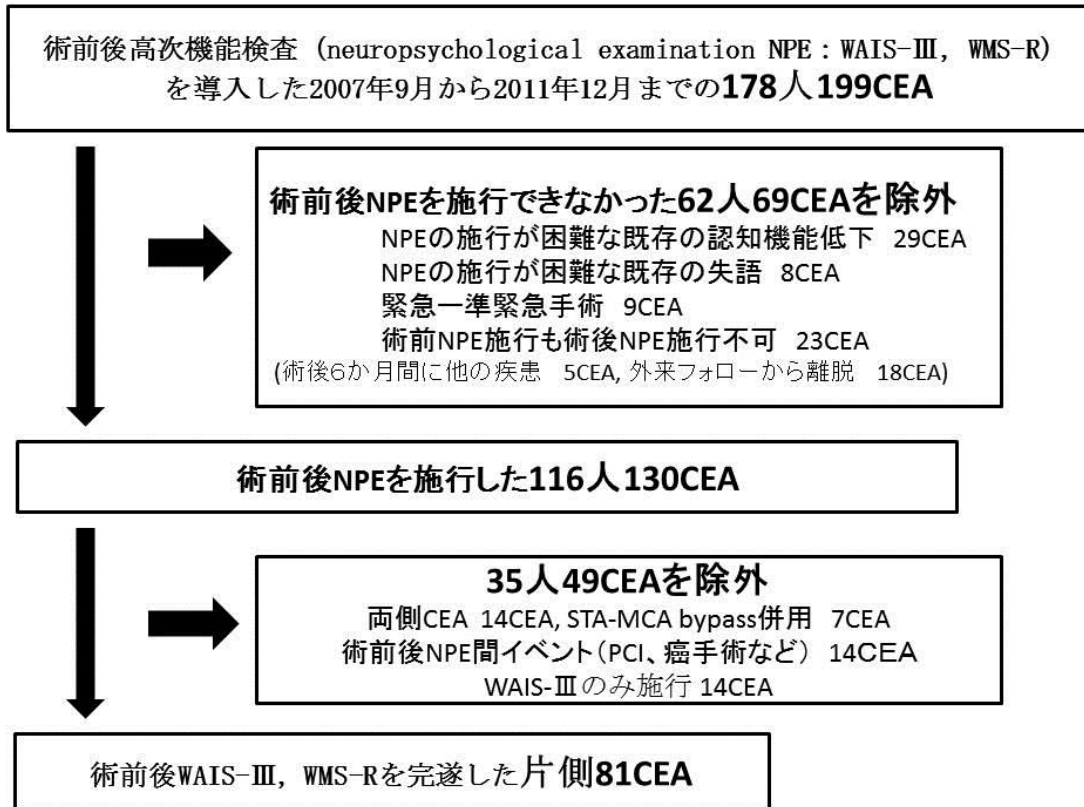 術前後高次機能検査 (neuropsychological examination NPE：WAIS-Ⅲ, WMS-R)
を導入した2007年9月から2011年12月までの178人199CEA
術前後NPEを施行できなかった62人69CEAを除外
NPEの施行が困難な既存の認知機能低下 29CEA
NPEの施行が困難な既存の失語 8CEA
緊急ー準緊急手術 9CEA
術前NPE施行も術後NPE施行不可 23CEA
(術後6か月間に他の疾患 5CEA, 外来フォローから離脱 18CEA)
術前後NPEを施行した116人130CEA
35人49CEAを除外
両側CEA 14CEA, STA-MCA bypass併用 7CEA
術前後NPE間イベント（PCI、癌手術など） 14CEA
WAIS-Ⅲのみ施行 14CEA
術前後WAIS-Ⅲ, WMS-Rを完遂した片側81CEA